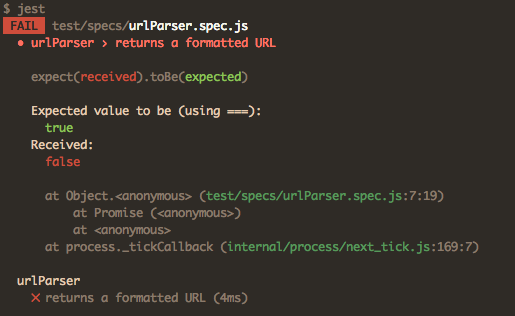 $ jest
FAIL test/specs/urlParser.spec.js
● urlParser › returns a formatted URL
expect(received).toBe(expected)
Expected value to be (using ===):
true
Received:
false
at Object.<anonymous> (test/specs/urlParser.spec.js:7:19)
at Promise (<anonymous>)
at <anonymous>
at process._tickCallback (internal/process/next_tick.js:169:7)
urlParser
✕ returns a formatted URL (4ms)